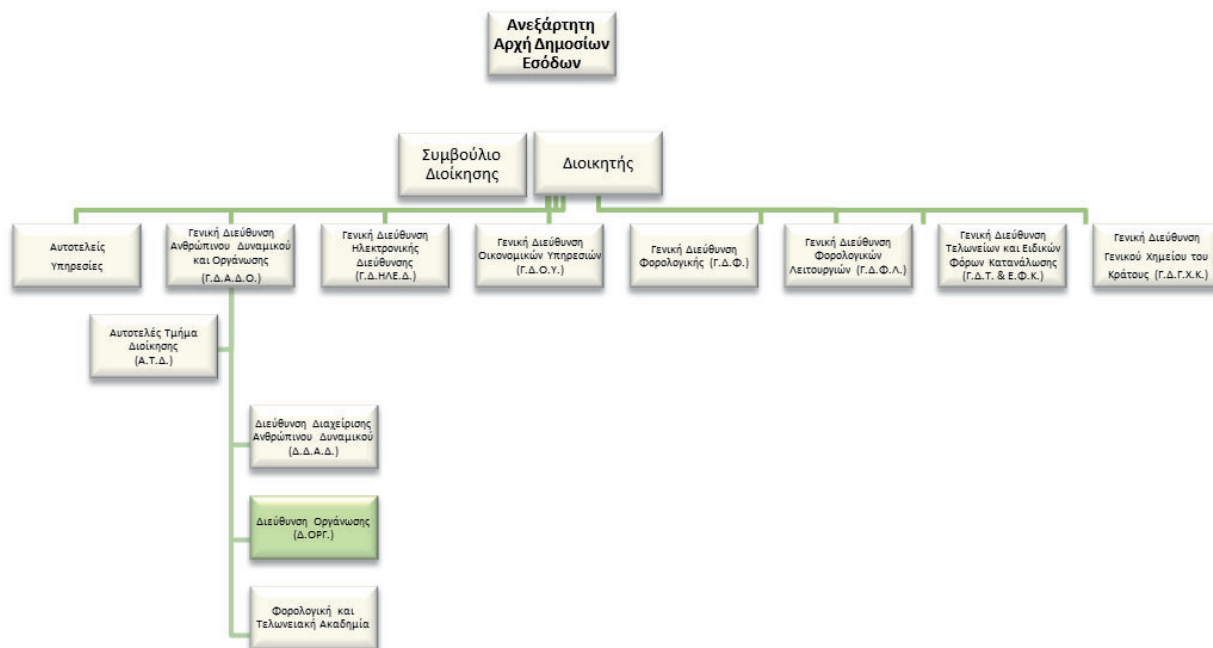 Ανεξάρτητη
Αρχή Δημοσίων
Εσόδων
Συμβούλιο
Διοίκησης
Διοικητής
Αυτοτελείς
Υπηρεσίες
Γενική Διεύθυνση
Ανθρώπινου Δυναμικού
και Οργάνωσης
(Γ.Δ.Α.Δ.Ο.)
Γενική Διεύθυνση
Ηλεκτρονικής
Διεύθυνσης
(Γ.Δ.ΗΛΕ.Δ.)
Γενική Διεύθυνση
Οικονομικών Υπηρεσιών
(Γ.Δ.Ο.Υ.)
Γενική Διεύθυνση
Φορολογικής (Γ.Δ.Φ.)
Γενική Διεύθυνση
Φορολογικών
Λειτουργιών (Γ.Δ.Φ.Λ.)
Γενική Διεύθυνση
Τελωνείων και Ειδικών
Φόρων Κατανάλωσης
(Γ.Δ.Τ. & Ε.Φ.Κ.)
Γενική Διεύθυνση
Γενικού Χημείου του
Κράτους (Γ.Δ.Γ.Χ.Κ.)
Αυτοτελές Τμήμα
Διοίκησης
(Α.Τ.Δ.)
Διεύθυνση Διαχείρισης
Ανθρώπινου Δυναμικού
(Δ.Δ.Α.Δ.)
Διεύθυνση Οργάνωσης
(Δ.ΟΡΓ.)
Φορολογική και
Τελωνειακή Ακαδημία